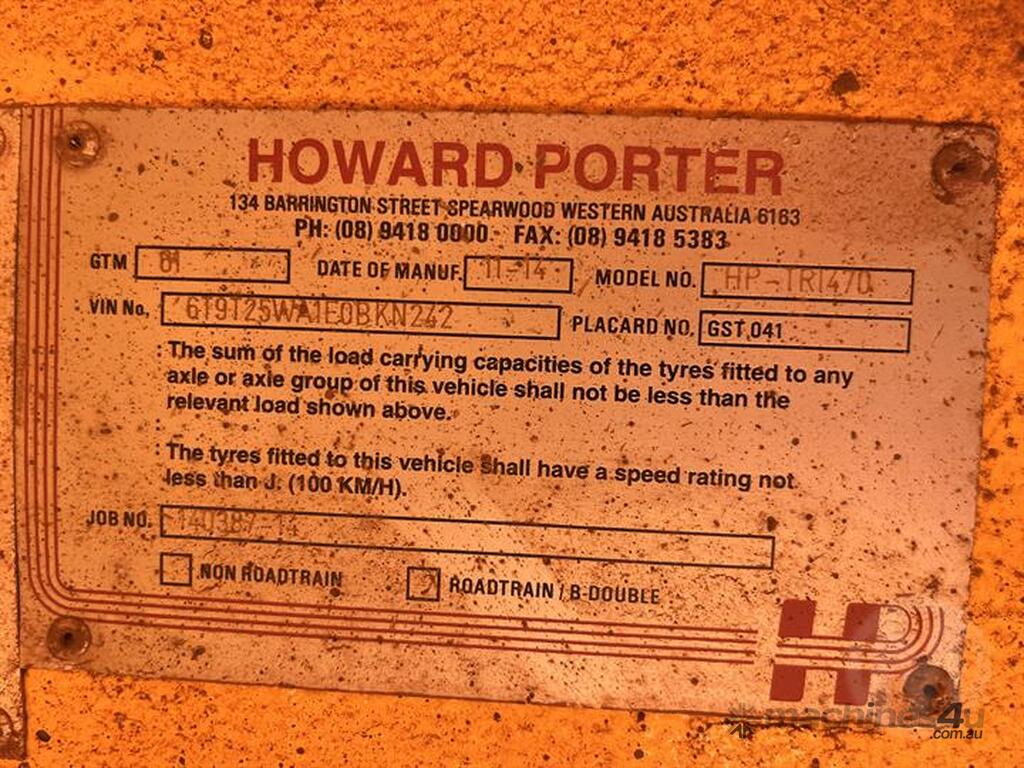 HOWARD PORTER
134 BARRINGTON STREET SPEARWOOD WESTERN AUSTRALIA 6163
PH: (08) 9418 0000 FAX: (08) 9418 5383
GTM 61 DATE OF MANUF. 11-14 MODEL NO. HP-TRI470
VIN No. 6T9T25WA1E0BKN242 PLACARD NO. GST 041
: The sum of the load carrying capacities of the tyres fitted to any
axle or axle group of this vehicle shall not be less than the
relevant load shown above.
: The tyres fitted to this vehicle shall have a speed rating not
less than J. (100 KM/H).
JOB NO. 140387-14
NON ROADTRAIN ROADTRAIN / B-DOUBLE
HP
machines4u
.com.au